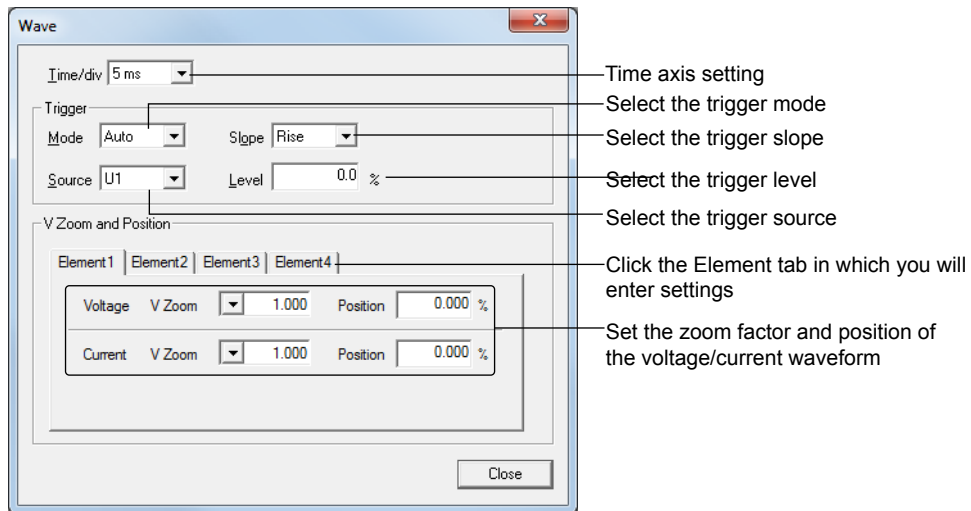 Wave
Time/div 5 ms
Time axis setting
Trigger
Select the trigger mode
Mode Auto
Slope Rise
Select the trigger slope
Source U1
Level 0.0 %
Select the trigger level
Select the trigger source
V Zoom and Position
Element1 Element2 Element3 Element4
Click the Element tab in which you will
enter settings
Voltage V Zoom 1.000 Position 0.000 %
Set the zoom factor and position of
the voltage/current waveform
Current V Zoom 1.000 Position 0.000 %
Close